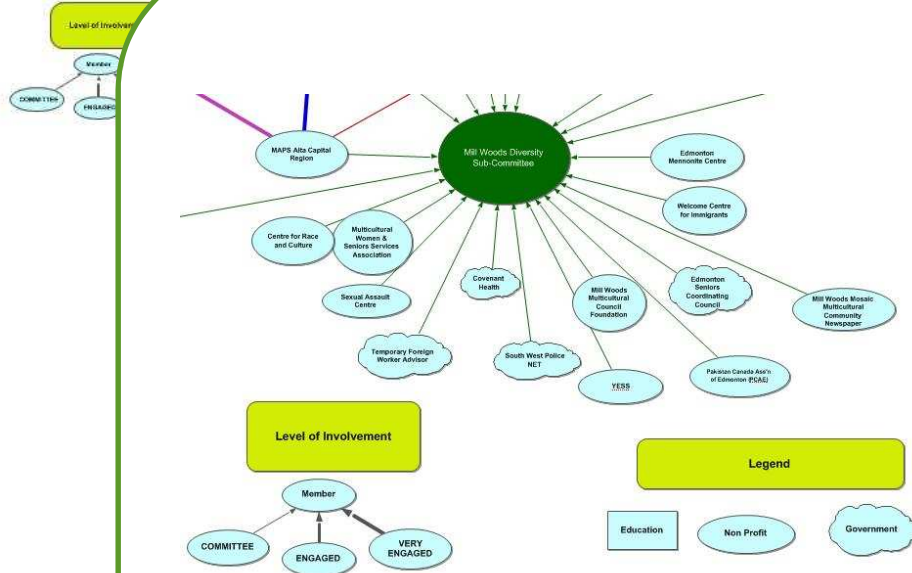 Level of Involvem
Member
COMMITTEE
ENGAGED
MAPS Alta Capital
Region
Mill Woods Diversity
Sub-Committee
Edmonton
Mennonite Centre
Welcome Centre
for Immigrants
Centre for Race
and Culture
Multicultural
Women &
Seniors Services
Association
Sexual Assault
Centre
Covenant
Health
Mill Woods
Multicultural
Council
Foundation
Edmonton
Seniors
Coordinating
Council
Mill Woods Mosaic
Multicultural
Community
Newspaper
Temporary Foreign
Worker Advisor
South West Police
NET
YESS
Pakistan Canada Ass'n
of Edmonton (PCAE)
Level of Involvement
Member
COMMITTEE
ENGAGED
VERY
ENGAGED
Legend
Education
Non Profit
Government